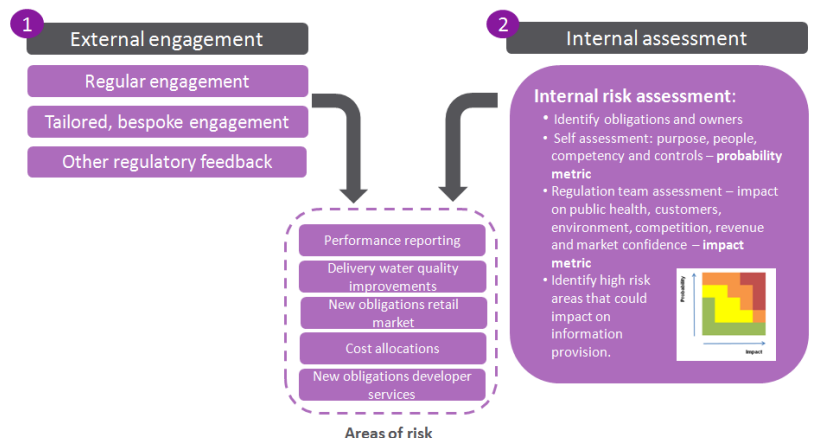 1
External engagement
Regular engagement
Tailored, bespoke engagement
Other regulatory feedback
2
Internal assessment
Internal risk assessment:
• Identify obligations and owners
• Self assessment: purpose, people,
competency and controls – probability
metric
• Regulation team assessment – impact
on public health, customers,
environment, competition, revenue
and market confidence – impact
metric
• Identify high risk
areas that could
impact on
information
provision.
Probability
Impact
Performance reporting
Delivery water quality
improvements
New obligations retail
market
Cost allocations
New obligations developer
services
Areas of risk